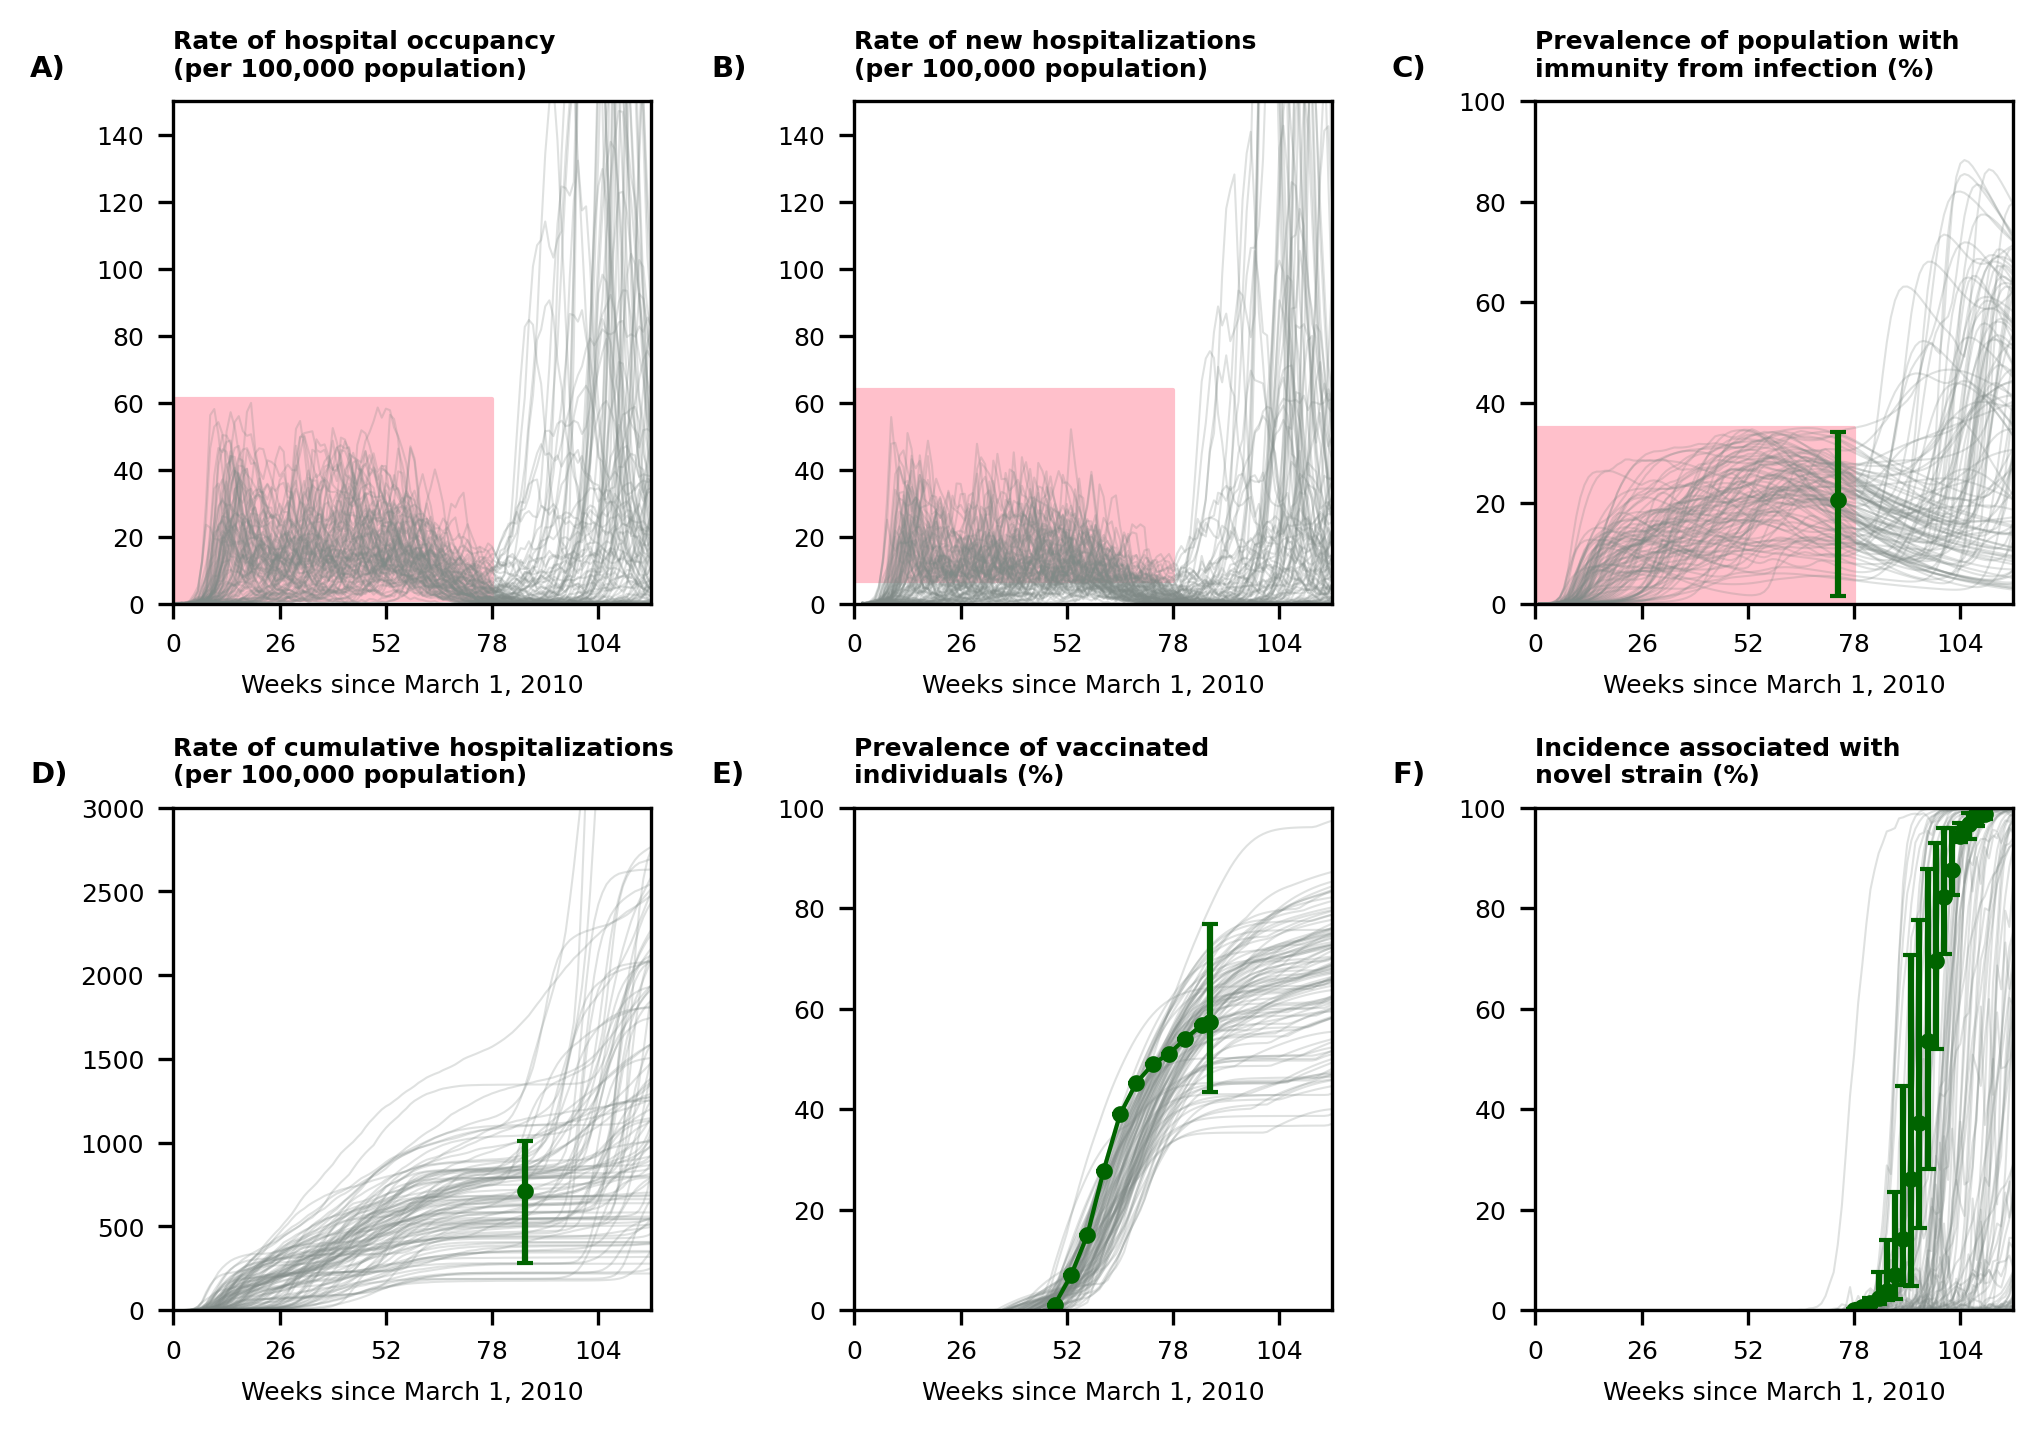 A)
Rate of hospital occupancy
(per 100,000 population)
140
120
100
80
60
40
20
0
0 26 52 78 104
Weeks since March 1, 2010
B)
Rate of new hospitalizations
(per 100,000 population)
140
120
100
80
60
40
20
0
0 26 52 78 104
Weeks since March 1, 2010
C)
Prevalence of population with
immunity from infection (%)
100
80
60
40
20
0
0 26 52 78 104
Weeks since March 1, 2010
D)
Rate of cumulative hospitalizations
(per 100,000 population)
3000
2500
2000
1500
1000
500
0
0 26 52 78 104
Weeks since March 1, 2010
E)
Prevalence of vaccinated
individuals (%)
100
80
60
40
20
0
0 26 52 78 104
Weeks since March 1, 2010
F)
Incidence associated with
novel strain (%)
100
80
60
40
20
0
0 26 52 78 104
Weeks since March 1, 2010